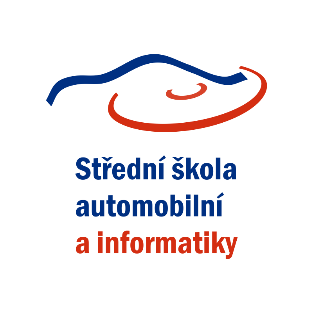 Střední škola
automobilní
a informatiky